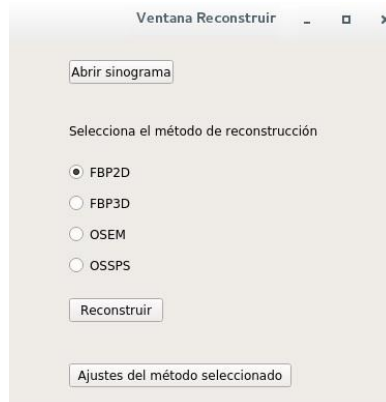 Ventana Reconstruir
Abrir sinograma
Selecciona el método de reconstrucción
FBP2D
FBP3D
OSEM
OSSPS
Reconstruir
Ajustes del método seleccionado